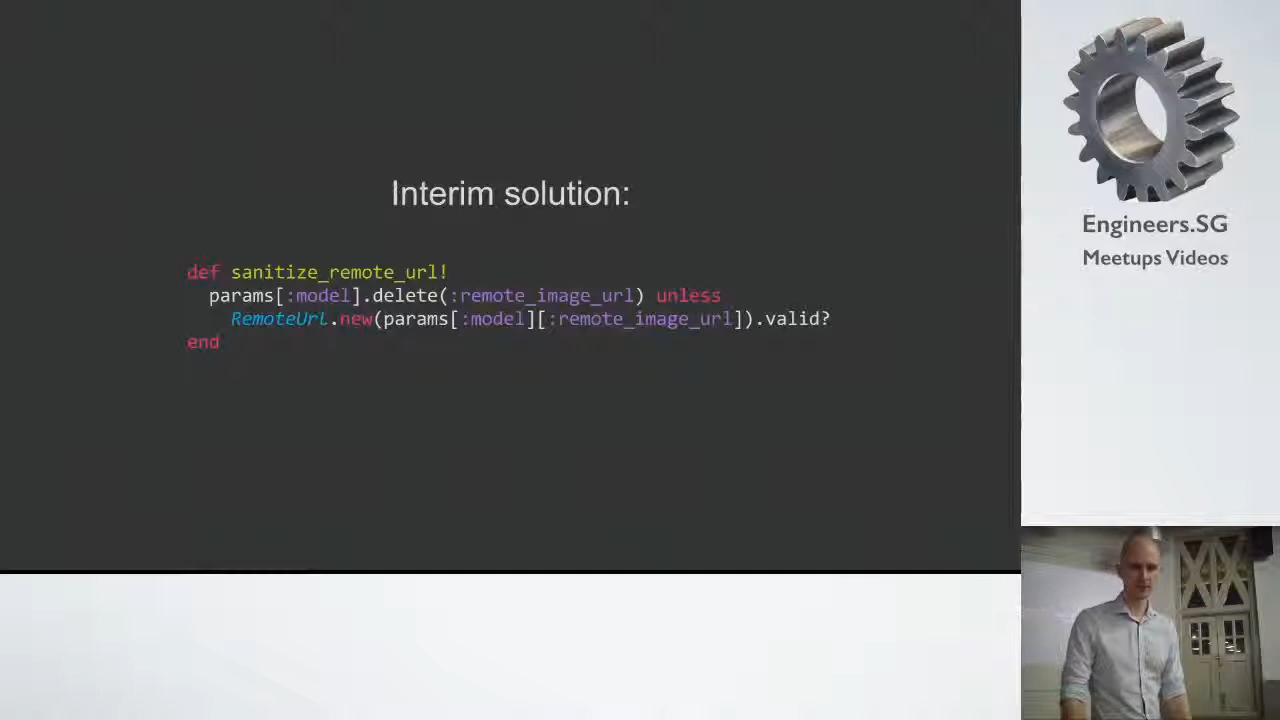 Interim solution:
def sanitize_remote_url!
params[:model].delete(:remote_image_url) unless
RemoteUrl.new(params[:model][:remote_image_url]).valid?
end
Engineers.SG
Meetups Videos